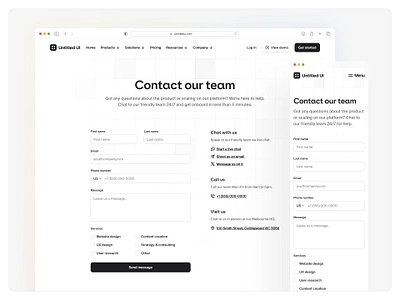 untitledui.com
Untitled UI
Home
Products
Solutions
Pricing
Resources
Company
Log in
View demo
Get started
Contact our team
Got any questions about the product or scaling on our platform? We're here to help.
Chat to our friendly team 24/7 and get onboard in less than 5 minutes.
First name
Last name
First name
Last name
Email
you@company.com
Phone number
US
+1 (555) 000-0000
Message
Leave us a message...
Services
Website design
Content creation
UX design
Strategy & consulting
User research
Other
Send message
Chat with us
Speak to our friendly team via live chat.
Start a live chat
Shoot us an email
Message us on X
Call us
Call our team Mon-Fri from 8am to 5pm.
+1 (555) 000-0000
Visit us
Chat to us in person at our Melbourne HQ.
100 Smith Street, Collingwood VIC 3066
Untitled UI
Menu
Contact our team
Got any questions about the product or scaling on our platform? Chat to our friendly team 24/7 for help.
First name
First name
Last name
Last name
Email
you@company.com
Phone number
US
+1 (555) 000-0000
Message
Leave us a message...
Services
Website design
UX design
User research
Content creation